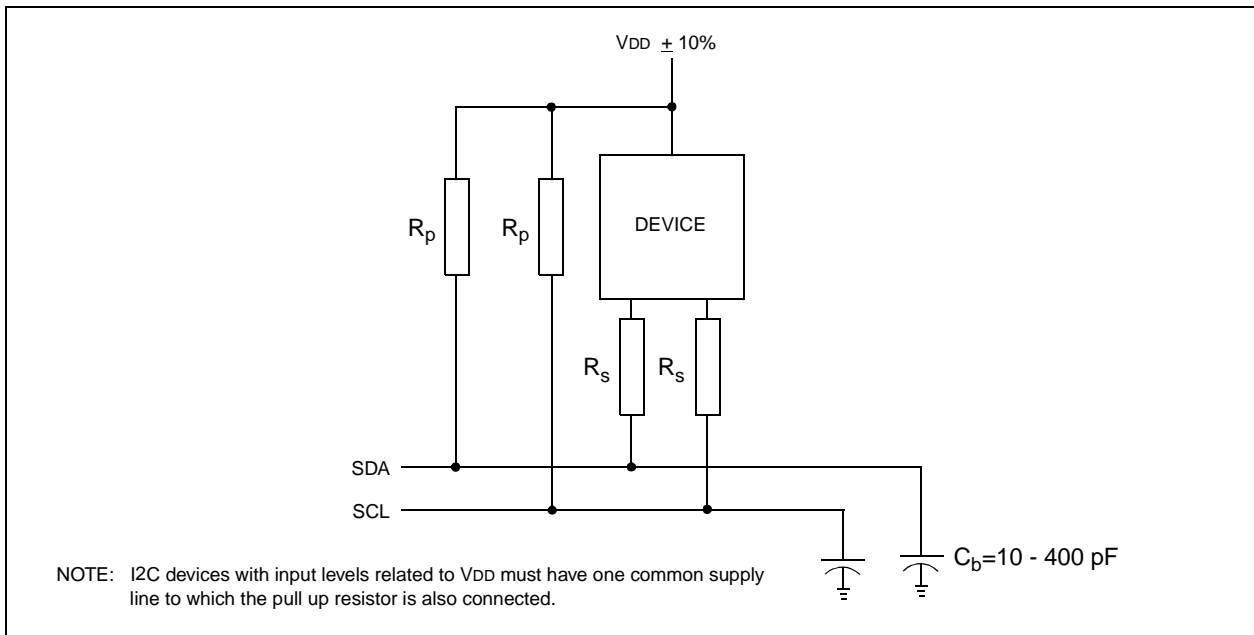 VDD ± 10%
Rp
Rp
DEVICE
Rs
Rs
SDA
SCL
Cb=10 - 400 pF
NOTE: I2C devices with input levels related to VDD must have one common supply
line to which the pull up resistor is also connected.